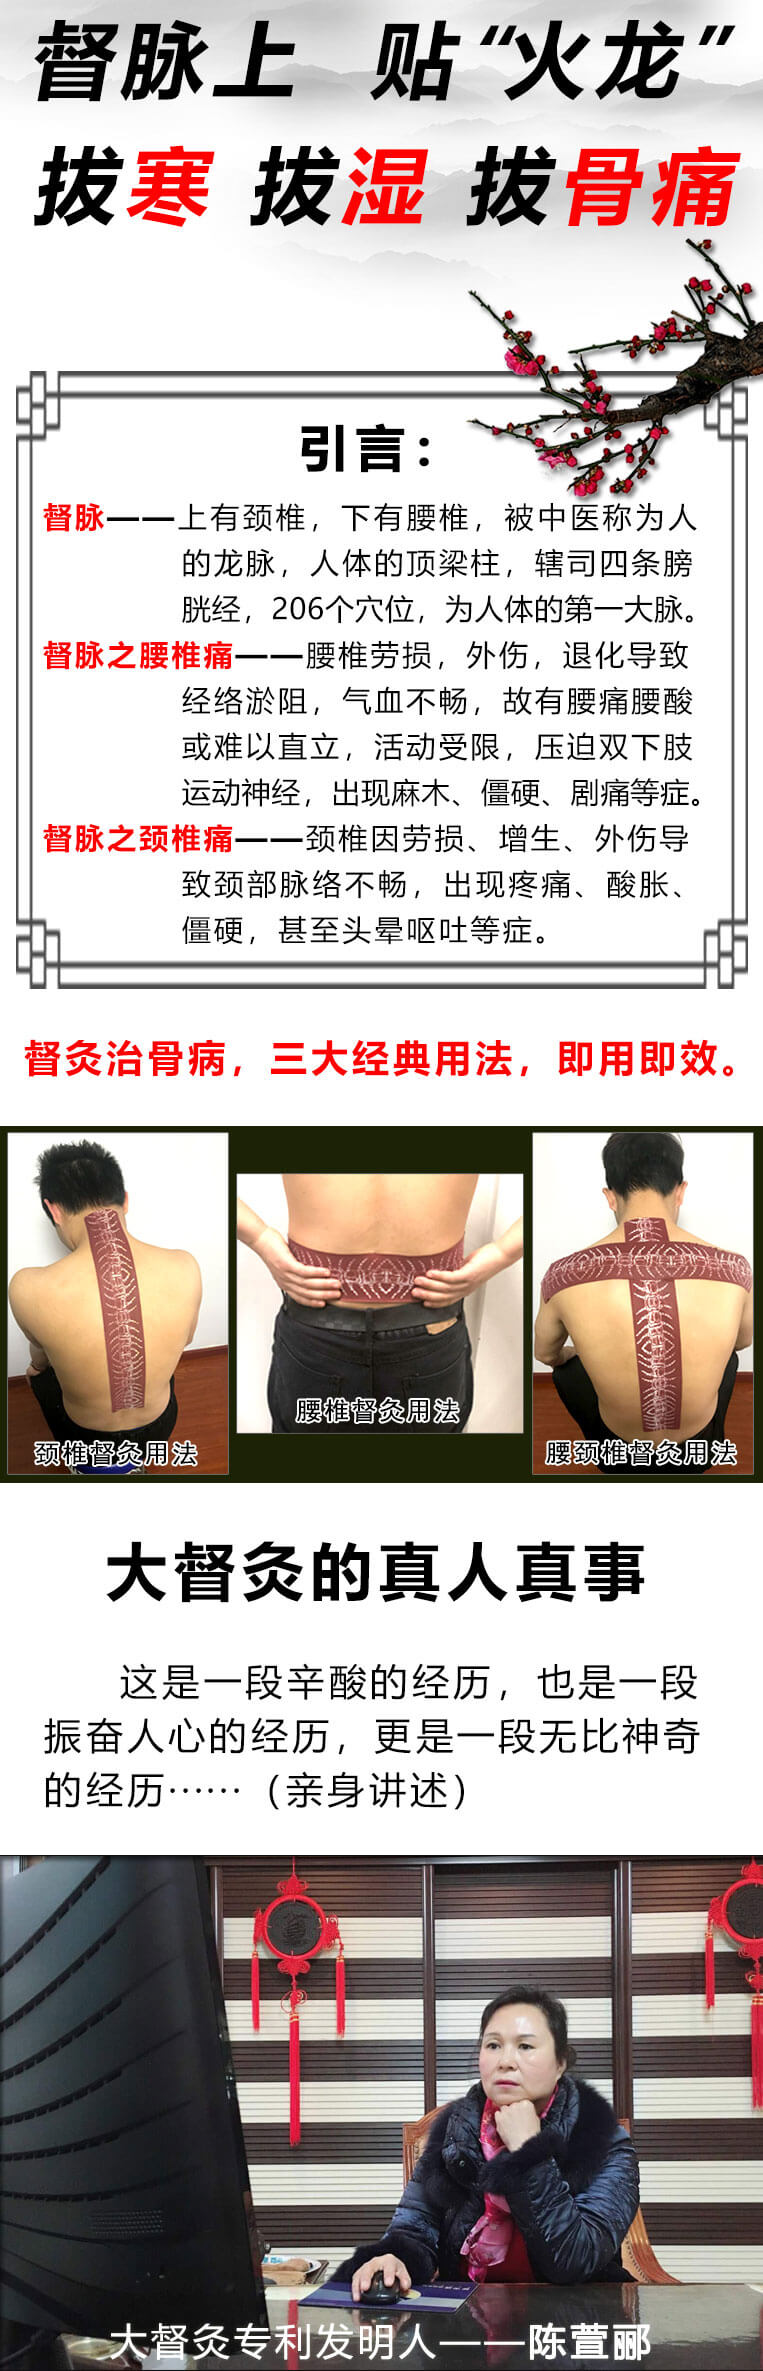 督脉上 贴“火龙”
拔寒 拔湿 拔骨痛
引言：
督脉——上有颈椎，下有腰椎，被中医称为人
的龙脉，人体的顶梁柱，辖司四条膀
胱经，206个穴位，为人体的第一大脉。
督脉之腰椎痛——腰椎劳损，外伤，退化导致
经络淤阻，气血不畅，故有腰痛腰酸
或难以直立，活动受限，压迫双下肢
运动神经，出现麻木、僵硬、剧痛等症。
督脉之颈椎痛——颈椎因劳损、增生、外伤导
致颈部脉络不畅，出现疼痛、酸胀、
僵硬，甚至头晕呕吐等症。
督灸治骨病，三大经典用法，即用即效。
颈椎督灸用法
腰椎督灸用法
腰颈椎督灸用法
大督灸的真人真事
这是一段辛酸的经历，也是一段
振奋人心的经历，更是一段无比神奇
的经历……（亲身讲述）
大督灸专利发明人——陈萱郦